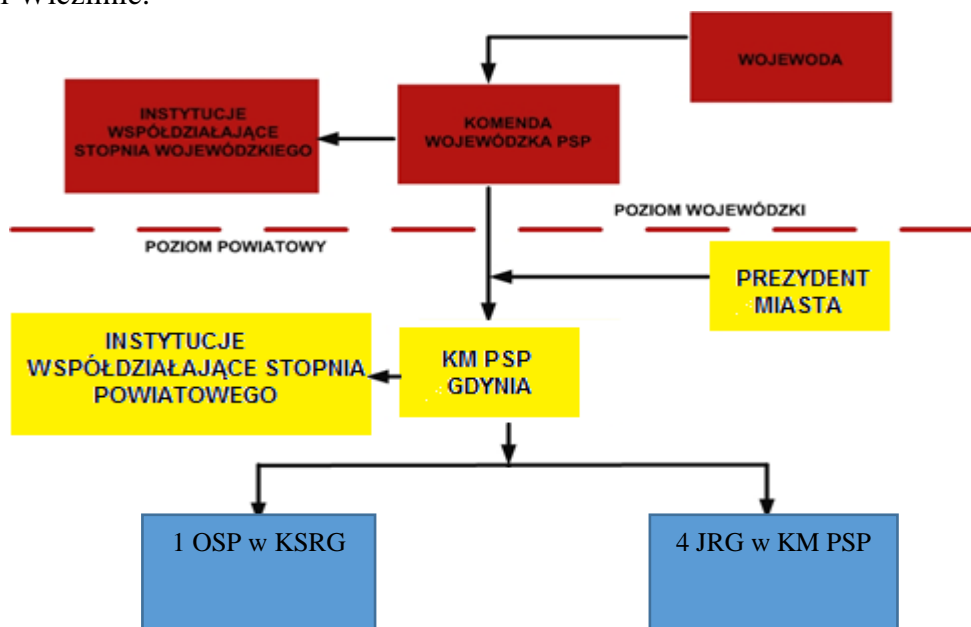 i Wiczlinie.
WOJEWODA
INSTYTUCJE
WSPÓŁDZIAŁAJĄCE
STOPNIA WOJEWÓDZKIEGO
KOMENDA
WOJEWÓDZKA PSP
POZIOM WOJEWÓDZKI
POZIOM POWIATOWY
PREZYDENT
MIASTA
INSTYTUCJE
WSPÓŁDZIAŁAJĄCE STOPNIA
POWIATOWEGO
KM PSP
GDYNIA
1 OSP w KSRG
4 JRG w KM PSP